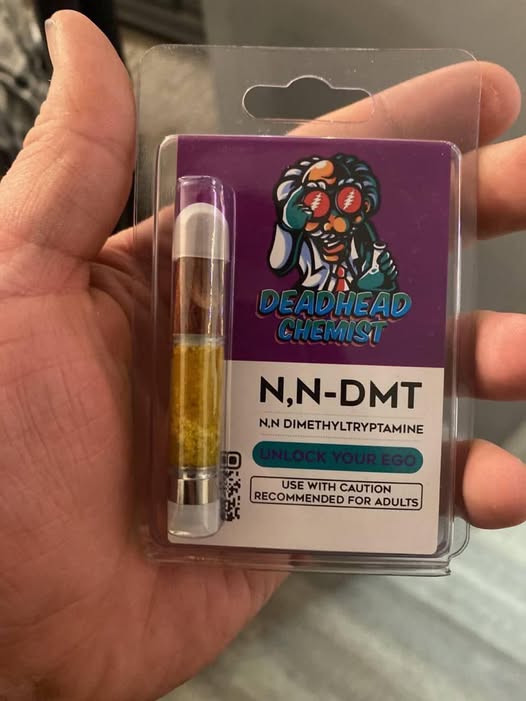 DEADHEAD
CHEMIST
N,N-DMT
N,N DIMETHYLTRYPTAMINE
UNLOCK YOUR EGO
USE WITH CAUTION
RECOMMENDED FOR ADULTS